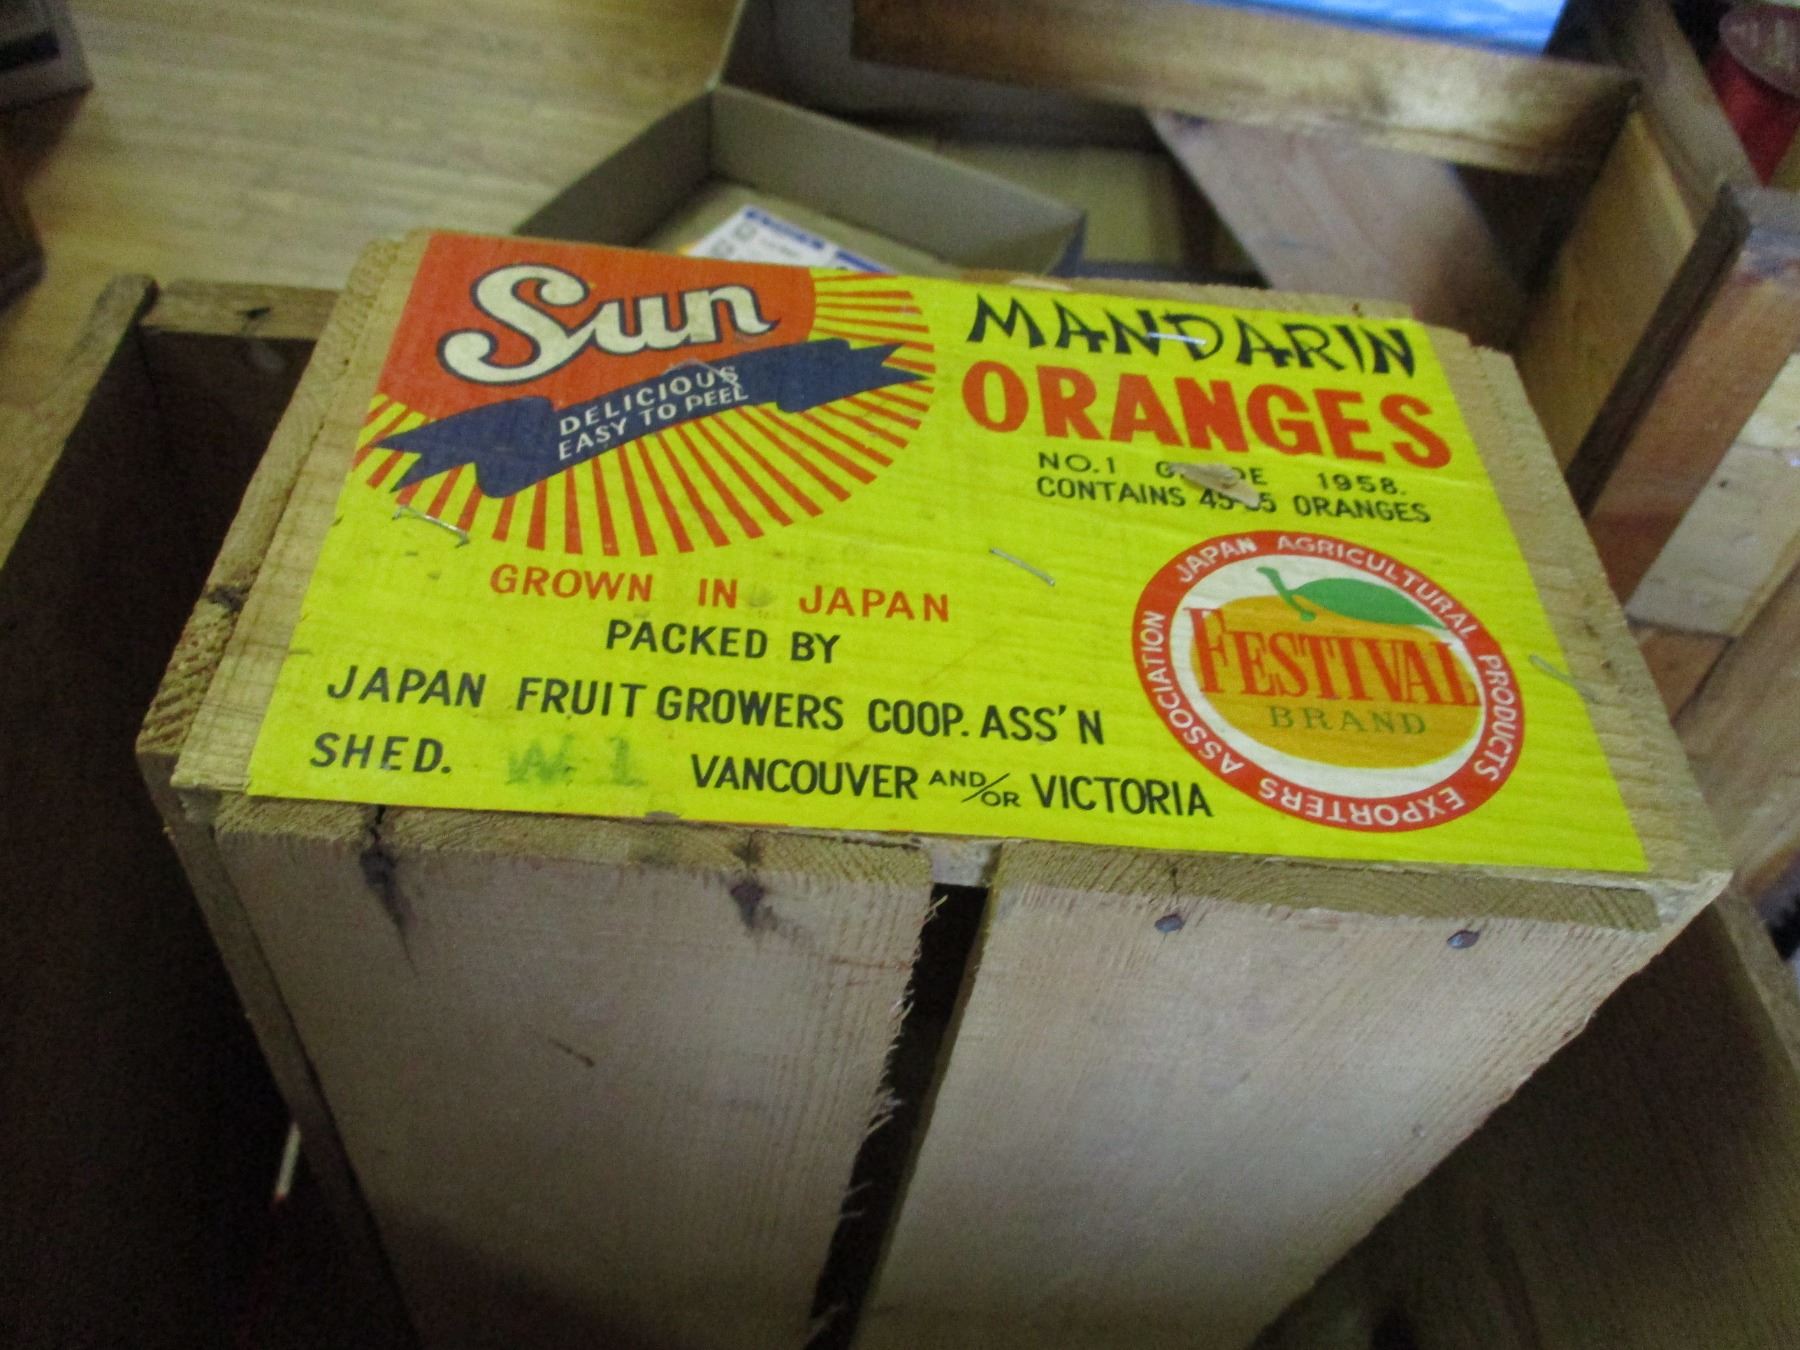 Sun
DELICIOUS
EASY TO PEEL
MANDARIN
ORANGES
NO.1 1958.
CONTAINS ORANGES
GROWN IN JAPAN
PACKED BY
JAPAN FRUIT GROWERS COOP. ASS'N
SHED. W. 1 VANCOUVER AND/OR VICTORIA
JAPAN AGRICULTURAL PRODUCTS EXPORTERS ASSOCIATION
FESTIVAL
BRAND